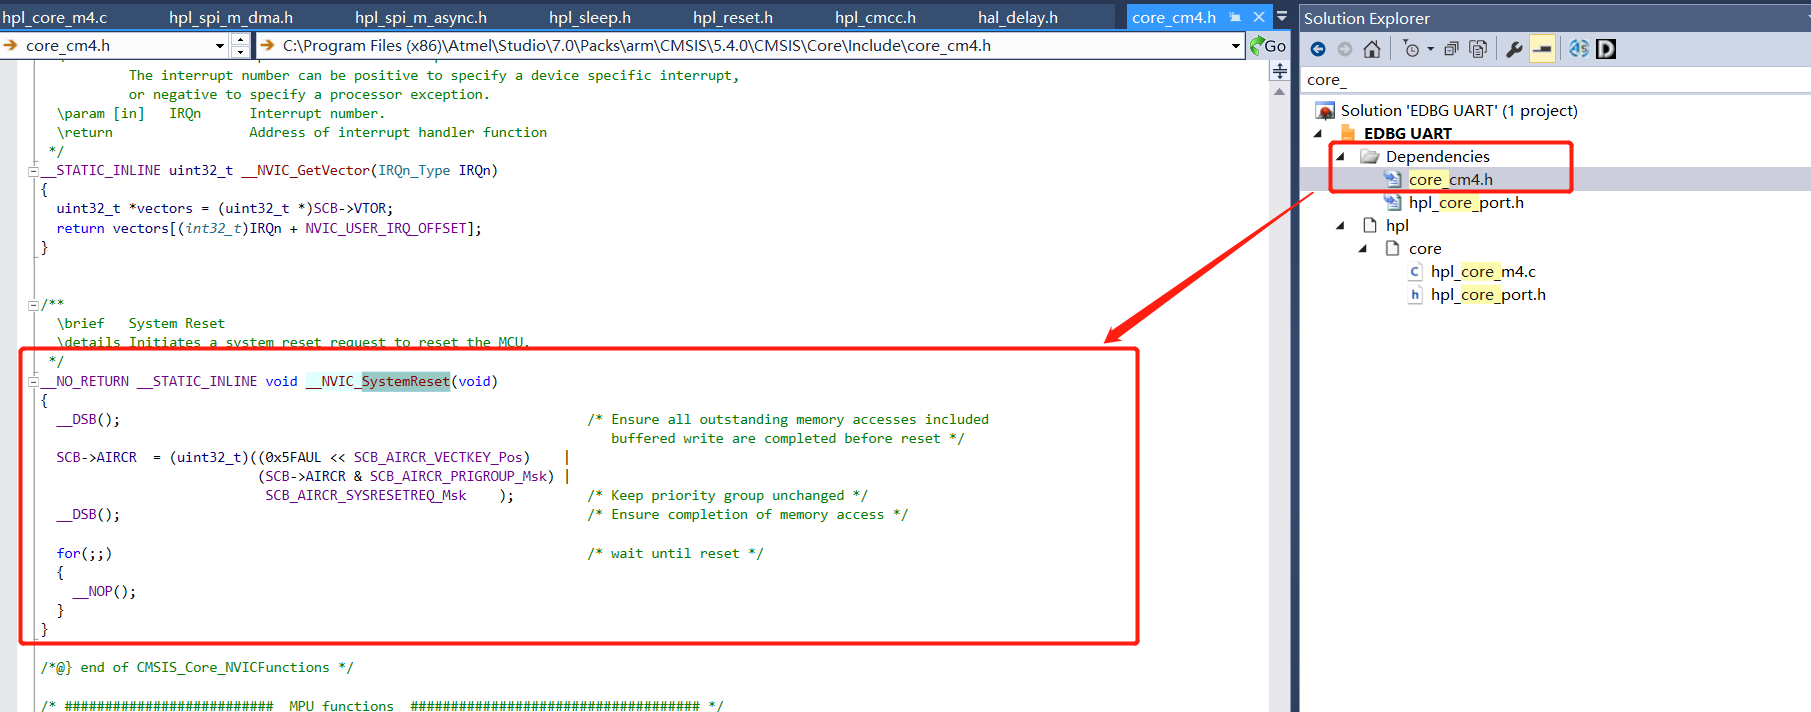 hpl_core_m4.c hpl_spi_m_dma.h hpl_spi_m_async.h hpl_sleep.h hpl_reset.h hpl_cmcc.h hal_delay.h core_cm4.h
core_cm4.h C:\Program Files (x86)\Atmel\Studio\7.0\Packs\arm\CMSIS\5.4.0\CMSIS\Core\Include\core_cm4.h Go
The interrupt number can be positive to specify a device specific interrupt,
or negative to specify a processor exception.
\param [in] IRQn Interrupt number.
\return Address of interrupt handler function
*/
__STATIC_INLINE uint32_t __NVIC_GetVector(IRQn_Type IRQn)
{
uint32_t *vectors = (uint32_t *)SCB->VTOR;
return vectors[(int32_t)IRQn + NVIC_USER_IRQ_OFFSET];
}
/**
\brief System Reset
\details Initiates a system reset request to reset the MCU.
*/
__NO_RETURN __STATIC_INLINE void __NVIC_SystemReset(void)
{
__DSB(); /* Ensure all outstanding memory accesses included
buffered write are completed before reset */
SCB->AIRCR = (uint32_t)((0x5FAUL << SCB_AIRCR_VECTKEY_Pos) |
(SCB->AIRCR & SCB_AIRCR_PRIGROUP_Msk) |
SCB_AIRCR_SYSRESETREQ_Msk ); /* Keep priority group unchanged */
__DSB(); /* Ensure completion of memory access */
for(;;) /* wait until reset */
{
__NOP();
}
}
/*@} end of CMSIS_Core_NVICFunctions */
/* ########################## MPU functions #################################### */
Solution Explorer
core_
Solution 'EDBG UART' (1 project)
EDBG UART
Dependencies
core_cm4.h
hpl_core_port.h
hpl
core
hpl_core_m4.c
hpl_core_port.h